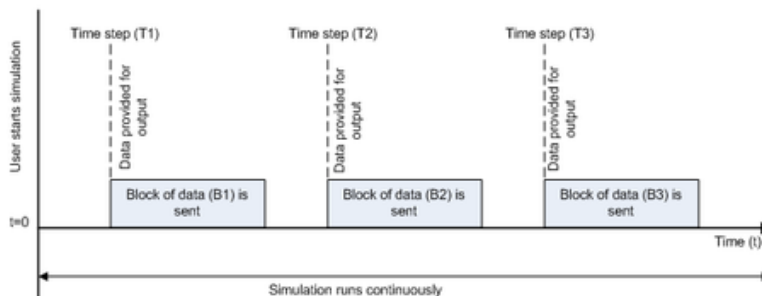 Time step (T1)
Time step (T2)
Time step (T3)
User starts simulation
Data provided for
output
Data provided for
output
Data provided for
output
Block of data (B1) is
sent
Block of data (B2) is
sent
Block of data (B3) is
sent
t=0
Time (t)
Simulation runs continuously